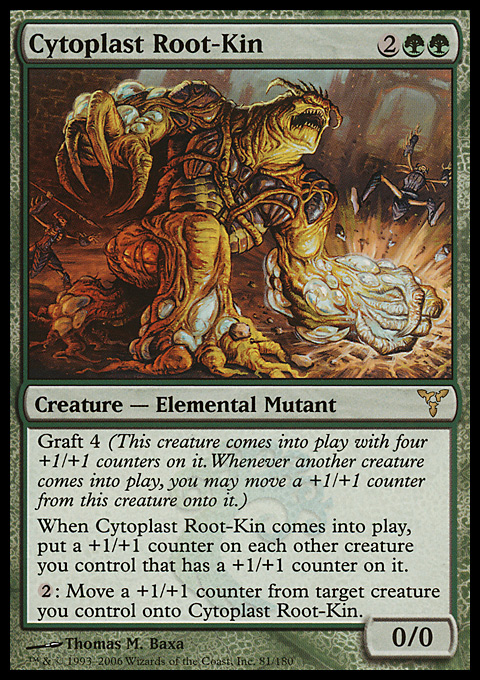 Cytoplast Root-Kin 2
Creature — Elemental Mutant
Graft 4 (This creature comes into play with four
+1/+1 counters on it. Whenever another creature
comes into play, you may move a +1/+1 counter
from this creature onto it.)
When Cytoplast Root-Kin comes into play,
put a +1/+1 counter on each other creature
you control that has a +1/+1 counter on it.
2: Move a +1/+1 counter from target creature
you control onto Cytoplast Root-Kin.
Thomas M. Baxa
0/0
™ & © 1993–2006 Wizards of the Coast, Inc. 81/180